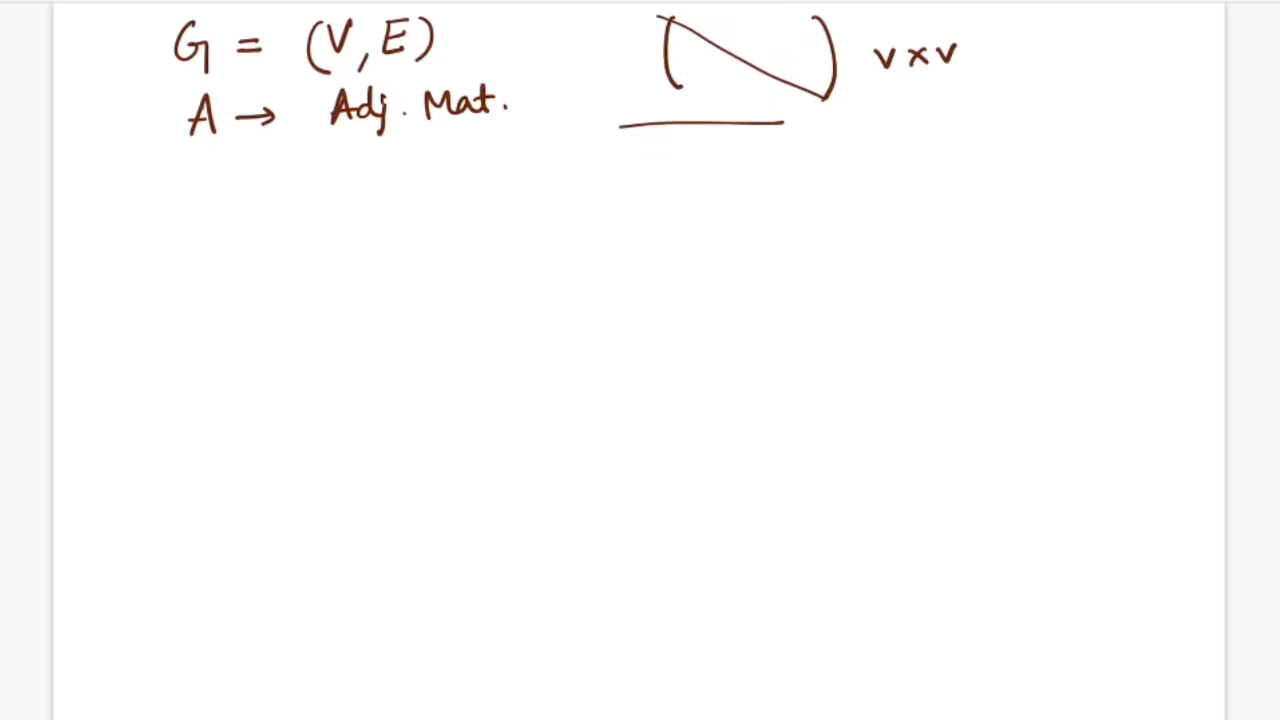 G = (V, E)
A → Adj. Mat.
( ) v x v